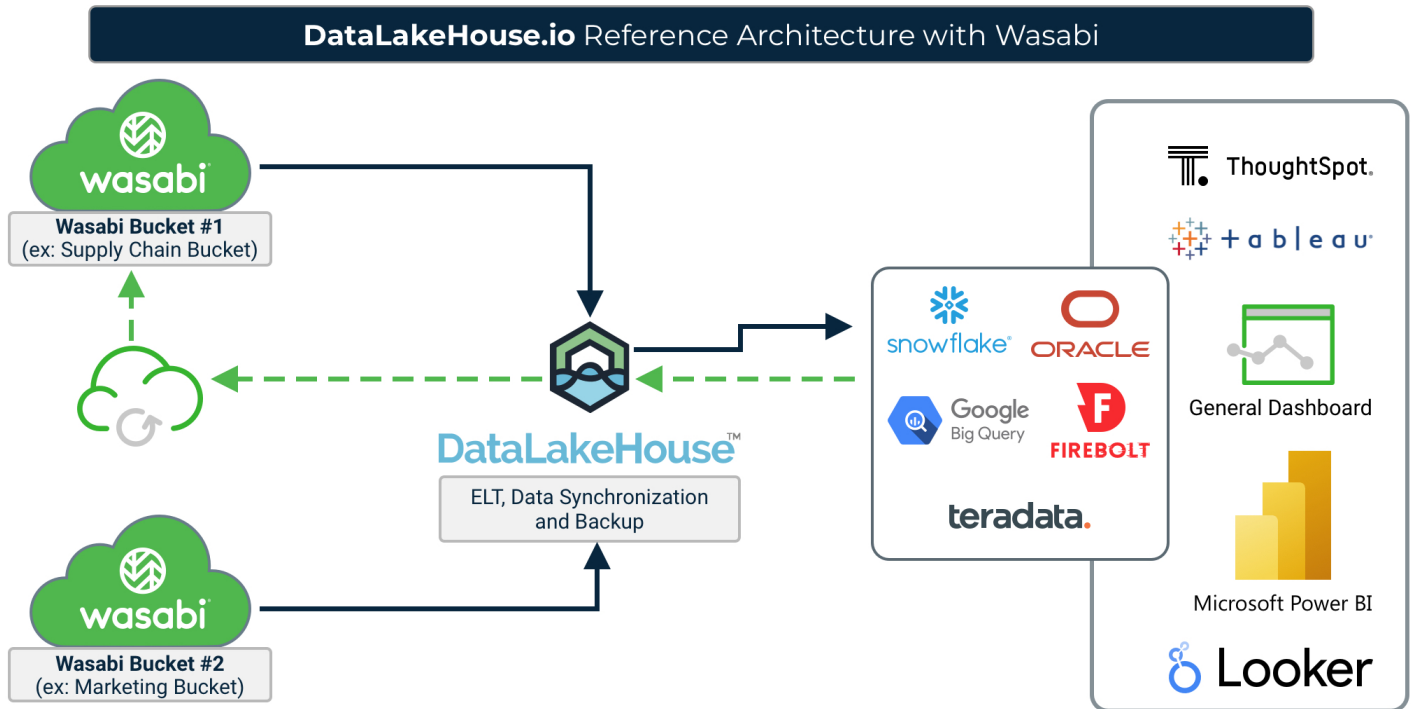 DataLakeHouse.io Reference Architecture with Wasabi
wasabi
Wasabi Bucket #1
(ex: Supply Chain Bucket)
DataLakeHouse™
ELT, Data Synchronization
and Backup
wasabi
Wasabi Bucket #2
(ex: Marketing Bucket)
snowflake®
ORACLE
Google
Big Query
FIREBOLT
teradata.
ThoughtSpot.
+ableau
General Dashboard
Microsoft Power BI
Looker